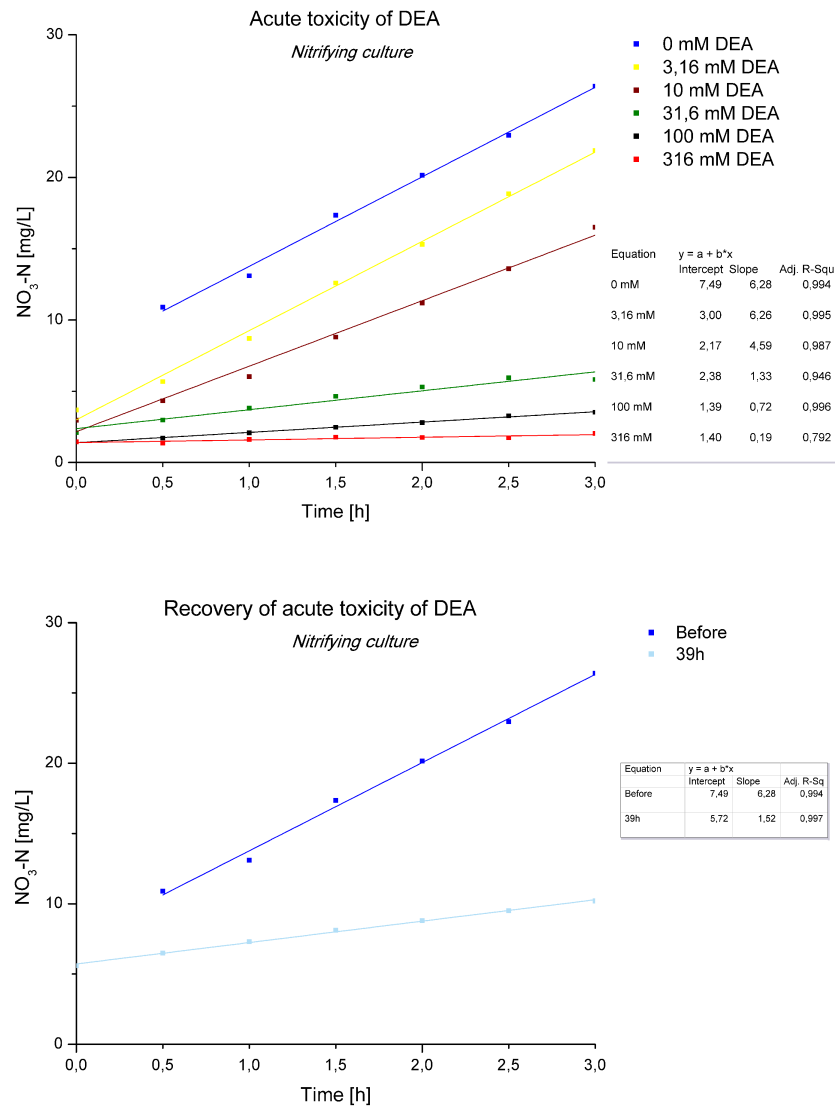 Acute toxicity of DEA
Nitrifying culture
30
20
10
0
NO3-N [mg/L]
0,0 0,5 1,0 1,5 2,0 2,5 3,0
Time [h]
0 mM DEA
3,16 mM DEA
10 mM DEA
31,6 mM DEA
100 mM DEA
316 mM DEA
Equation y = a + b*x
Intercept Slope Adj. R-Squ
0 mM 7,49 6,28 0,994
3,16 mM 3,00 6,26 0,995
10 mM 2,17 4,59 0,987
31,6 mM 2,38 1,33 0,946
100 mM 1,39 0,72 0,996
316 mM 1,40 0,19 0,792
Recovery of acute toxicity of DEA
Nitrifying culture
30
20
10
0
NO3-N [mg/L]
0,0 0,5 1,0 1,5 2,0 2,5 3,0
Time [h]
Before
39h
Equation y = a + b*x
Intercept Slope Adj. R-Sq
Before 7,49 6,28 0,994
39h 5,72 1,52 0,997